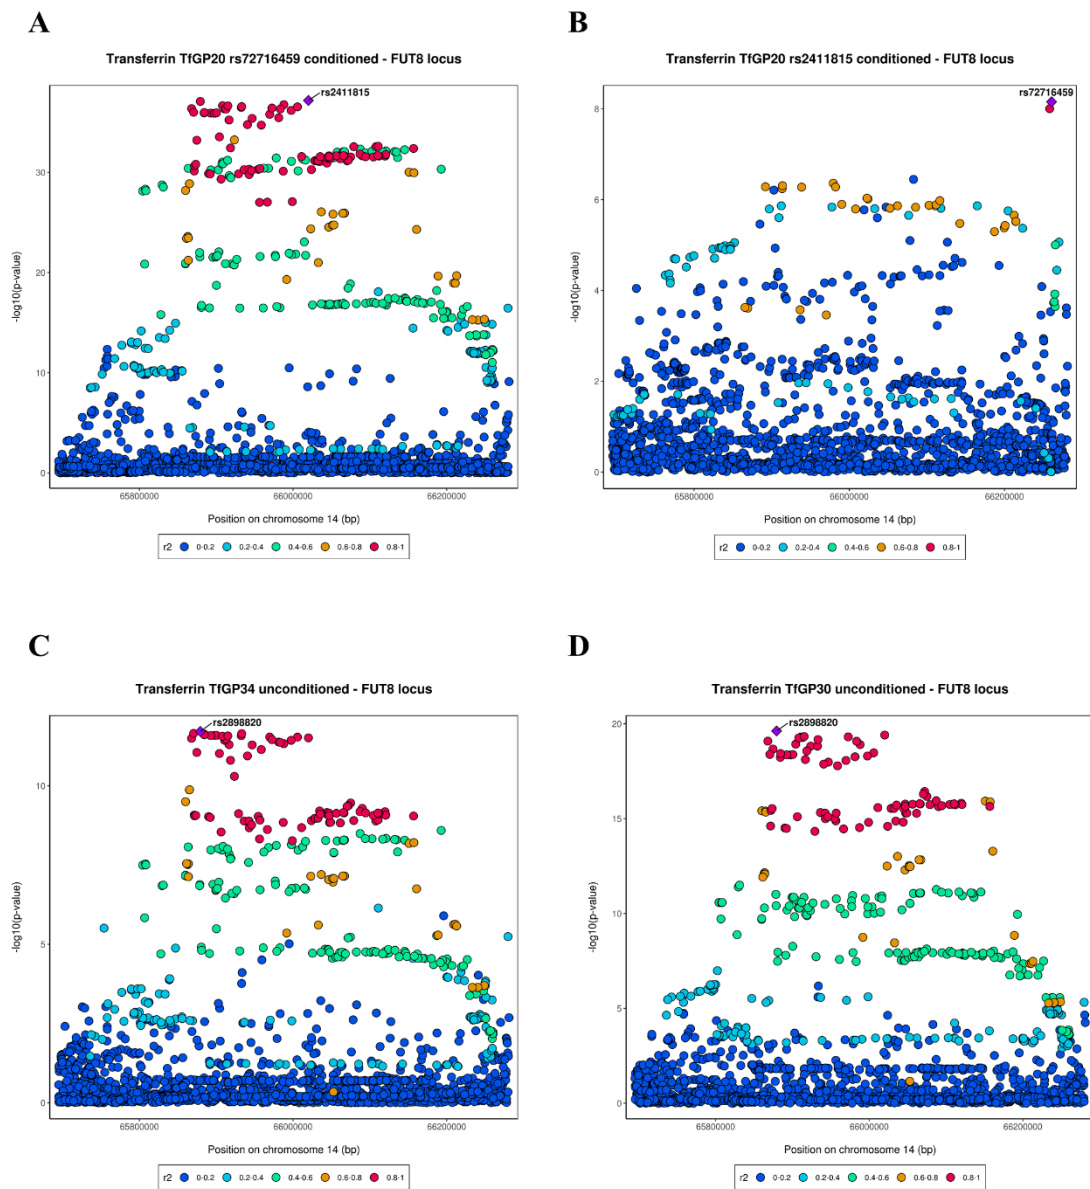 A
Transferrin TfGP20 rs72716459 conditioned - FUT8 locus
rs2411815
30
20
10
0
-log10(p-value)
65800000 66000000 66200000
Position on chromosome 14 (bp)
r2 0-0.2 0.2-0.4 0.4-0.6 0.6-0.8 0.8-1
B
Transferrin TfGP20 rs2411815 conditioned - FUT8 locus
rs72716459
8
6
4
2
0
-log10(p-value)
65800000 66000000 66200000
Position on chromosome 14 (bp)
r2 0-0.2 0.2-0.4 0.4-0.6 0.6-0.8 0.8-1
C
Transferrin TfGP34 unconditioned - FUT8 locus
rs2898820
10
5
0
-log10(p-value)
65800000 66000000 66200000
Position on chromosome 14 (bp)
r2 0-0.2 0.2-0.4 0.4-0.6 0.6-0.8 0.8-1
D
Transferrin TfGP30 unconditioned - FUT8 locus
rs2898820
20
15
10
5
0
-log10(p-value)
65800000 66000000 66200000
Position on chromosome 14 (bp)
r2 0-0.2 0.2-0.4 0.4-0.6 0.6-0.8 0.8-1